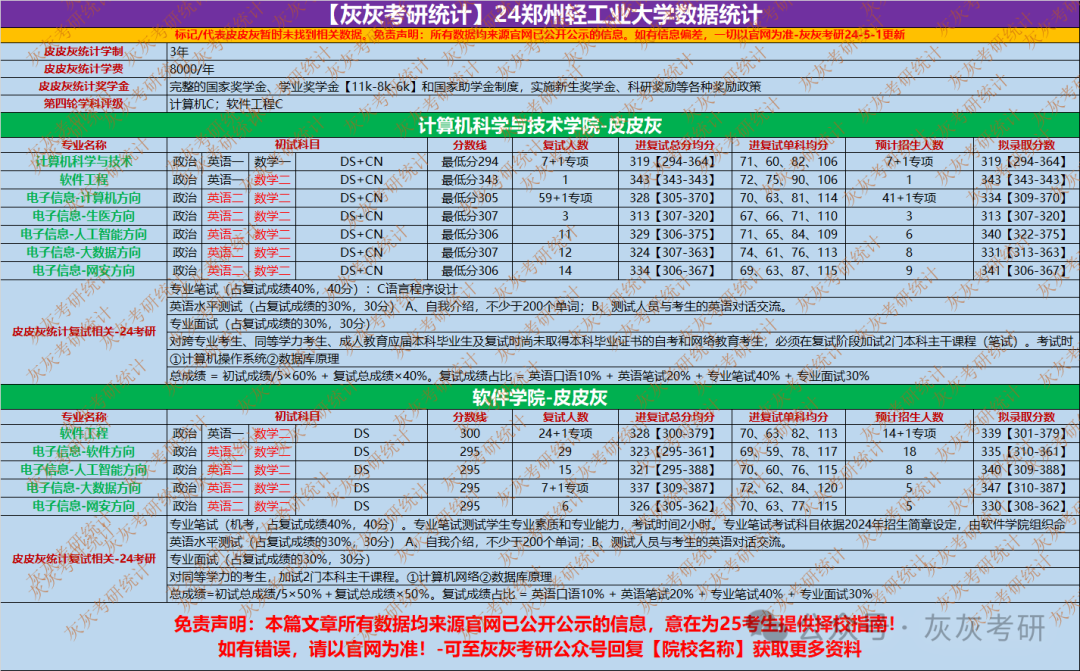 【灰灰考研统计】24郑州轻工业大学数据统计
标记/代表皮皮灰暂时未找到相关数据。免责声明：所有数据均来源官网已公开公示的信息。如有信息偏差，一切以官网为准-灰灰考研24-5-1更新
皮皮灰统计学制 3年
皮皮灰统计学费 8000/年
皮皮灰统计奖学金 完整的国家奖学金、学业奖学金【11k-8k-6k】和国家助学金制度，实施新生奖学金、科研奖励等各种奖励政策
第四轮学科评级 计算机C；软件工程C
计算机科学与技术学院-皮皮灰
专业名称 初试科目 分数线 复试人数 进复试总分均分 进复试单科均分 预计招生人数 拟录取分数
计算机科学与技术 政治 英语一 数学一 DS+CN 最低分294 7+1专项 319【294-364】 71、60、82、106 7+1专项 319【294-364】
软件工程 政治 英语一 数学二 DS+CN 最低分343 1 343【343-343】 72、75、90、106 1 343【343-343】
电子信息-计算机方向 政治 英语二 数学二 DS+CN 最低分305 59+1专项 328【305-370】 70、63、81、114 41+1专项 334【309-370】
电子信息-生医方向 政治 英语二 数学二 DS+CN 最低分307 3 313【307-320】 67、66、71、110 3 313【307-320】
电子信息-人工智能方向 政治 英语二 数学二 DS+CN 最低分306 11 329【306-375】 71、65、84、109 6 340【322-375】
电子信息-大数据方向 政治 英语二 数学二 DS+CN 最低分307 12 324【307-363】 74、61、76、113 8 331【313-363】
电子信息-网安方向 政治 英语二 数学二 DS+CN 最低分306 14 334【306-367】 69、63、87、115 9 341【306-367】
皮皮灰统计复试相关-24考研
专业笔试（占复试成绩40%，40分）：C语言程序设计
英语水平测试（占复试成绩的30%，30分） A、自我介绍，不少于200个单词；B、测试人员与考生的英语对话交流。
专业面试（占复试成绩的30%，30分）
对跨专业考生、同等学力考生、成人教育应届本科毕业生及复试时尚未取得本科毕业证书的自考和网络教育考生，必须在复试阶段加试2门本科主干课程（笔试）。考试时
①计算机操作系统②数据库原理
总成绩 = 初试成绩/5×60% + 复试总成绩×40%。复试成绩占比 = 英语口语10% + 英语笔试20% + 专业笔试40% + 专业面试30%
软件学院-皮皮灰
专业名称 初试科目 分数线 复试人数 进复试总分均分 进复试单科均分 预计招生人数 拟录取分数
软件工程 政治 英语一 数学二 DS 300 24+1专项 328【300-379】 70、63、82、113 14+1专项 339【301-379】
电子信息-软件方向 政治 英语二 数学二 DS 295 29 323【295-361】 69、59、78、117 18 335【310-361】
电子信息-人工智能方向 政治 英语二 数学二 DS 295 15 321【295-388】 70、60、76、115 8 340【309-388】
电子信息-大数据方向 政治 英语二 数学二 DS 295 7+1专项 337【309-387】 72、62、84、120 5 347【310-387】
电子信息-网安方向 政治 英语二 数学二 DS 295 6 326【305-362】 70、63、77、115 5 330【308-362】
皮皮灰统计复试相关-24考研
专业笔试（机考，占复试成绩40%，40分）。专业笔试测试学生专业素质和专业能力，考试时间2小时。专业笔试考试科目依据2024年招生简章设定，由软件学院组织命
英语水平测试（占复试成绩的30%，30分） A、自我介绍，不少于200个单词；B、测试人员与考生的英语对话交流。
专业面试（占复试成绩的30%，30分）
对同等学力的考生，加试2门本科主干课程。①计算机网络②数据库原理
总成绩=初试总成绩/5×50%＋复试总成绩×50%。复试成绩占比 = 英语口语10% + 英语笔试20% + 专业笔试40% + 专业面试30%
免责声明：本篇文章所有数据均来源官网已公开公示的信息，意在为25考生提供择校指南！
如有错误，请以官网为准！-可至灰灰考研公众号回复【院校名称】获取更多资料
公众号·灰灰考研